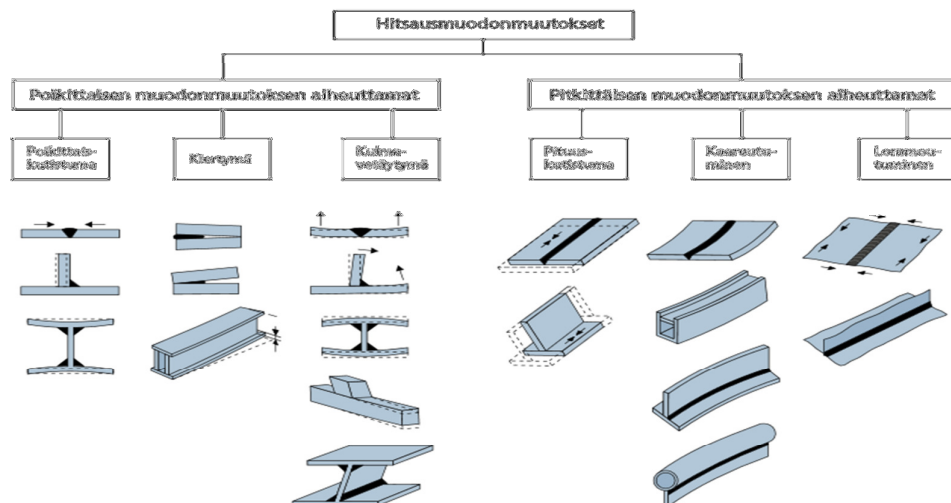 Hitsausmuodonmuutokset
Poikittaisen muodonmuutoksen aiheuttamat
Pitkittäisen muodonmuutoksen aiheuttamat
Poikittais-
kutistuma
Kiertymä
Kulma-
vetäytymä
Pituus-
kutistuma
Kaareutu-
minen
Lommou-
tuminen